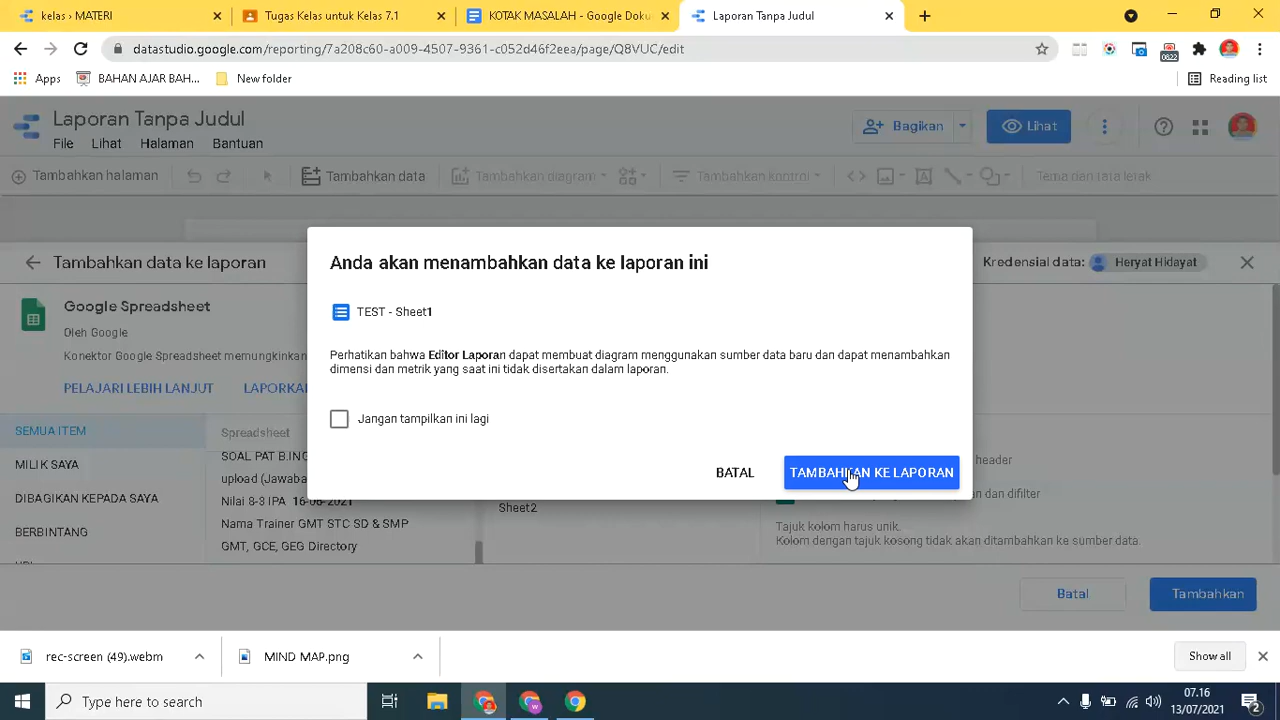 kelas › MATERI
Tugas Kelas untuk Kelas 7.1
KOTAK MASALAH - Google Doku
Laporan Tanpa Judul
datastudio.google.com/reporting/7a208c60-a009-4507-9361-c052d46f2eea/page/Q8VUC/edit
0822
Apps
BAHAN AJAR BAH...
New folder
Reading list
Laporan Tanpa Judul
Bagikan
Lihat
File
Lihat
Halaman
Bantuan
Tambahkan halaman
Tambahkan data
Tambahkan diagram
Tambahkan kontrol
Tema dan tata letak
Tambahkan data ke laporan
Kredensial data:
Heryat Hidayat
Google Spreadsheet
Oleh Google
Konektor Google Spreadsheet memungkinkan
PELAJARI LEBIH LANJUT
LAPORKA
Anda akan menambahkan data ke laporan ini
TEST - Sheet1
Perhatikan bahwa Editor Laporan dapat membuat diagram menggunakan sumber data baru dan dapat menambahkan
dimensi dan metrik yang saat ini tidak disertakan dalam laporan.
Jangan tampilkan ini lagi
BATAL
TAMBAHKAN KE LAPORAN
SEMUA ITEM
MILIK SAYA
DIBAGIKAN KEPADA SAYA
BERBINTANG
Spreadsheet
SOAL PAT B.ING
upload (Jawaba
Nilai 8-3 IPA 16-06-2021
Nama Trainer GMT STC SD & SMP
GMT, GCE, GEG Directory
Sheet2
header
n dan difilter
Tajuk kolom harus unik.
Kolom dengan tajuk kosong tidak akan ditambahkan ke sumber data.
Batal
Tambahkan
rec-screen (49).webm
MIND MAP.png
Show all
Type here to search
07.16
13/07/2021
2